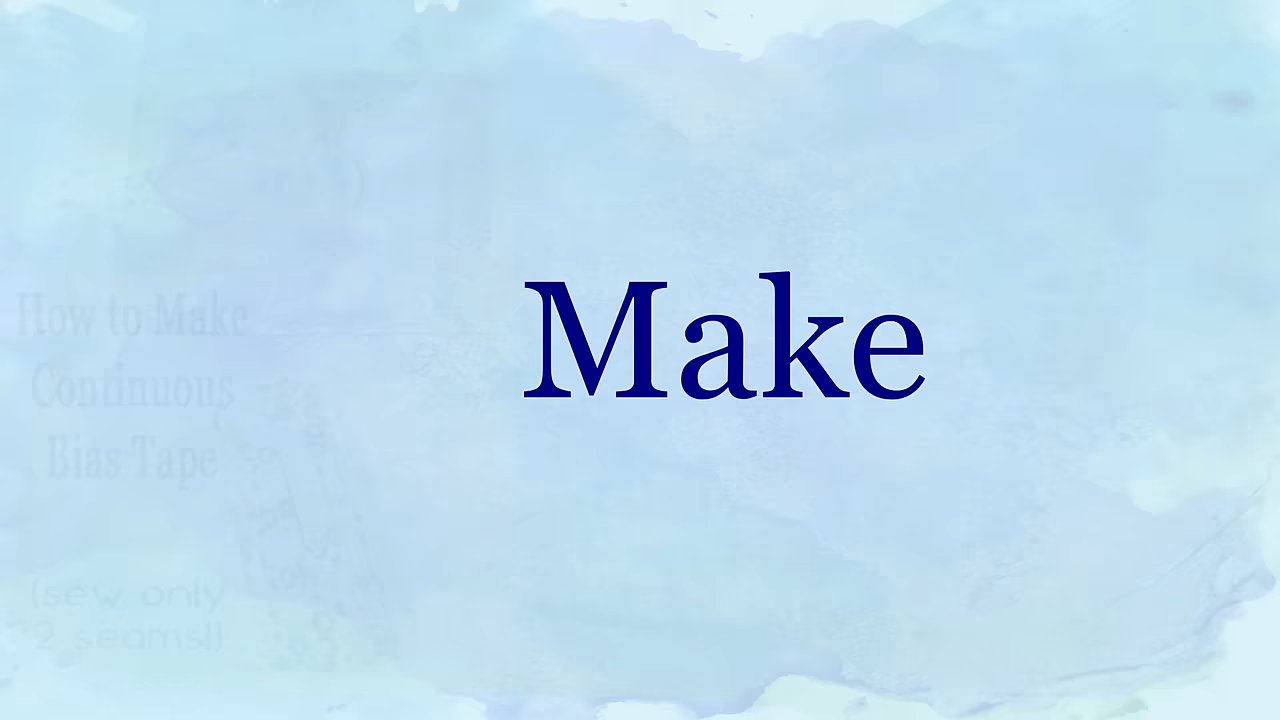 Make
How to Make
Continuous
Bias Tape
(sew only
2 seams!)